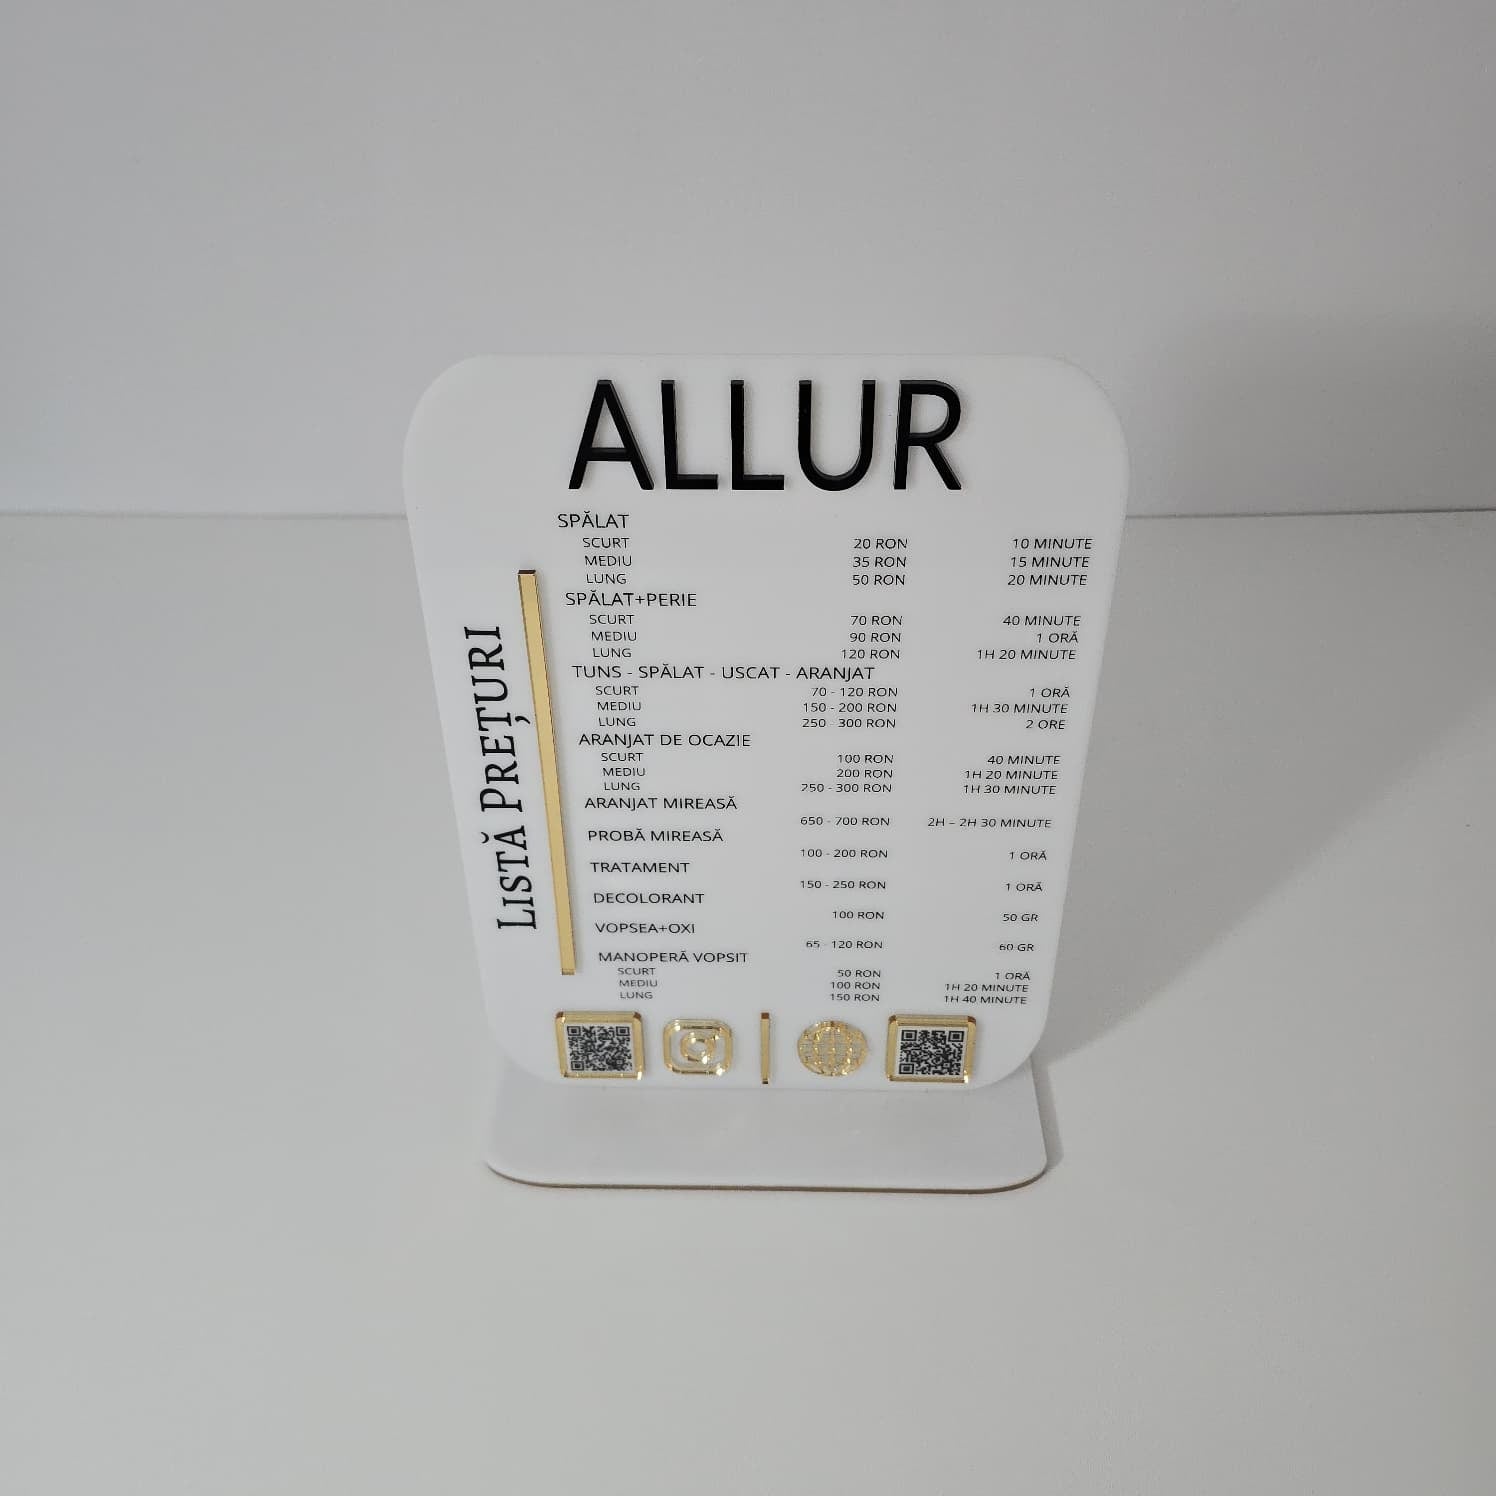 ALLUR
LISTĂ PREȚURI
SPĂLAT
SCURT 20 RON 10 MINUTE
MEDIU 35 RON 15 MINUTE
LUNG 50 RON 20 MINUTE
SPĂLAT+PERIE
SCURT 70 RON 40 MINUTE
MEDIU 90 RON 1 ORĂ
LUNG 120 RON 1H 20 MINUTE
TUNS - SPĂLAT - USCAT - ARANJAT
SCURT 70 - 120 RON 1 ORĂ
MEDIU 150 - 200 RON 1H 30 MINUTE
LUNG 250 - 300 RON 2 ORE
ARANJAT DE OCAZIE
SCURT 100 RON 40 MINUTE
MEDIU 200 RON 1H 20 MINUTE
LUNG 250 - 300 RON 1H 30 MINUTE
ARANJAT MIREASĂ
650 - 700 RON 2H – 2H 30 MINUTE
PROBĂ MIREASĂ
100 - 200 RON 1 ORĂ
TRATAMENT
150 - 250 RON 1 ORĂ
DECOLORANT
100 RON 50 GR
VOPSEA+OXI
65 - 120 RON 60 GR
MANOPERĂ VOPSIT
SCURT 50 RON 1 ORĂ
MEDIU 100 RON 1H 20 MINUTE
LUNG 150 RON 1H 40 MINUTE